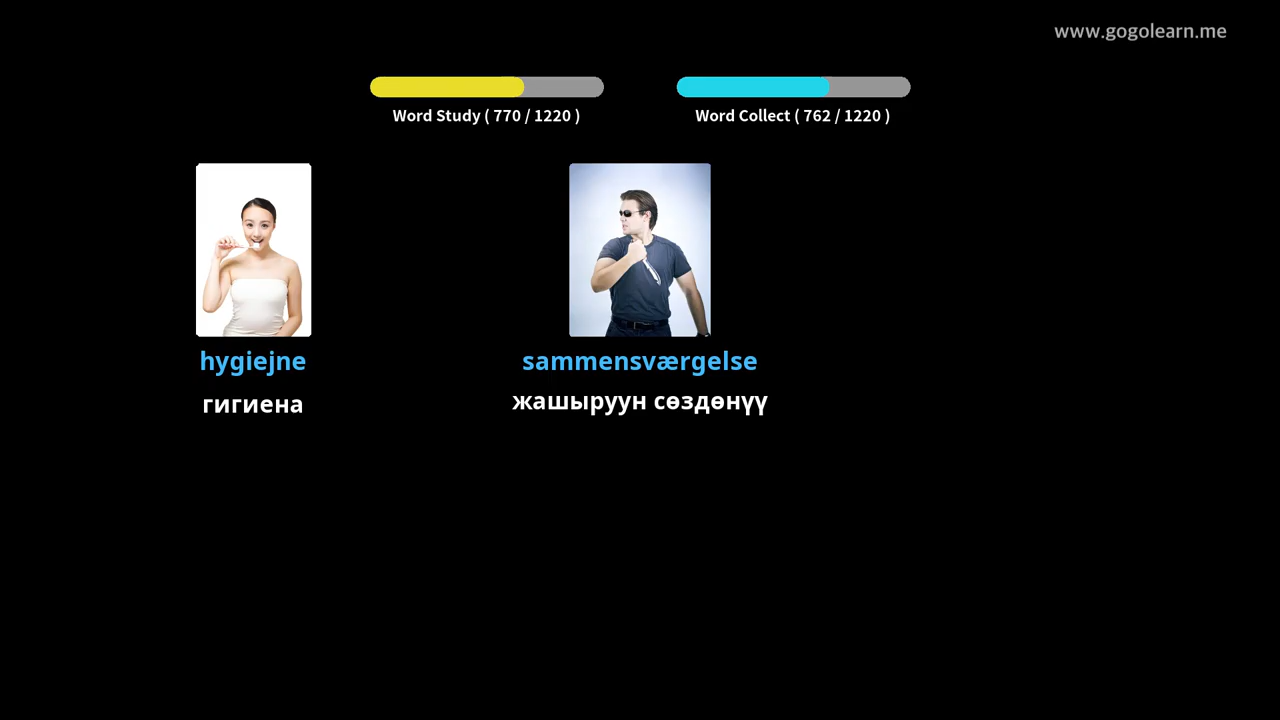 www.gogolearn.me
Word Study ( 770 / 1220 )
Word Collect ( 762 / 1220 )
hygiejne
sammensværgelse
гигиена
жашыруун сөздөнүү